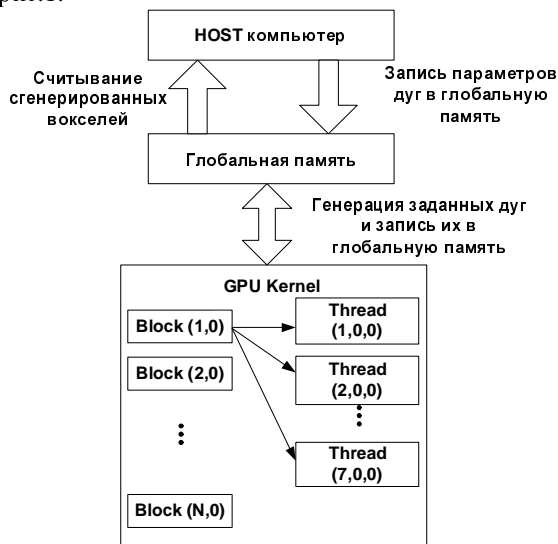 HOST компьютер
Считывание
сгенерированных
вокселей
Запись параметров
дуг в глобальную
память
Глобальная память
Генерация заданных дуг
и запись их в
глобальную память
GPU Kernel
Block (1,0)
Thread
(1,0,0)
Block (2,0)
Thread
(2,0,0)
Thread
(7,0,0)
Block (N,0)